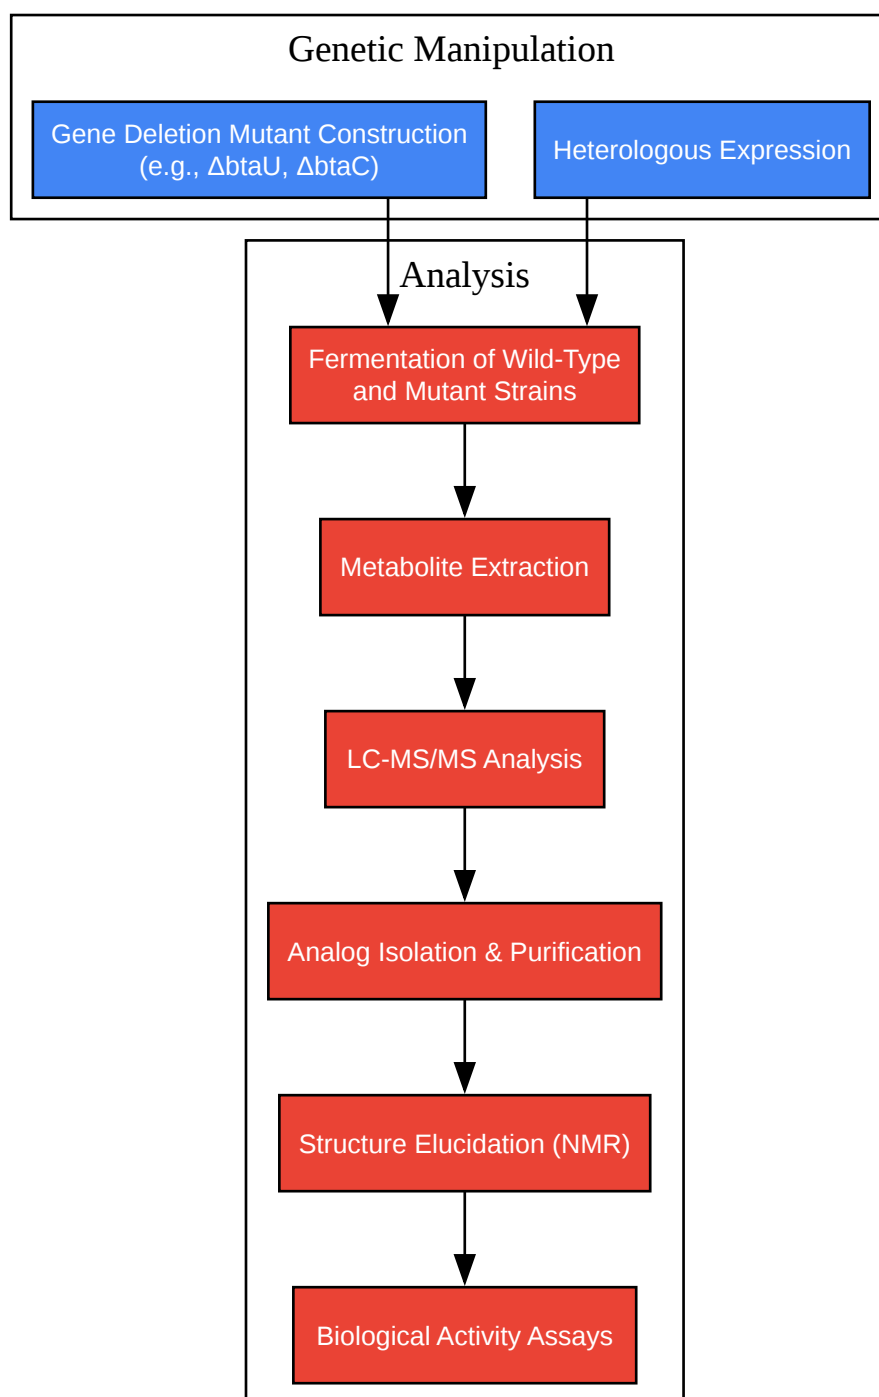 Genetic Manipulation
Gene Deletion Mutant Construction
(e.g., ΔbtaU, ΔbtaC)
Heterologous Expression
Analysis
Fermentation of Wild-Type
and Mutant Strains
Metabolite Extraction
LC-MS/MS Analysis
Analog Isolation & Purification
Structure Elucidation (NMR)
Biological Activity Assays